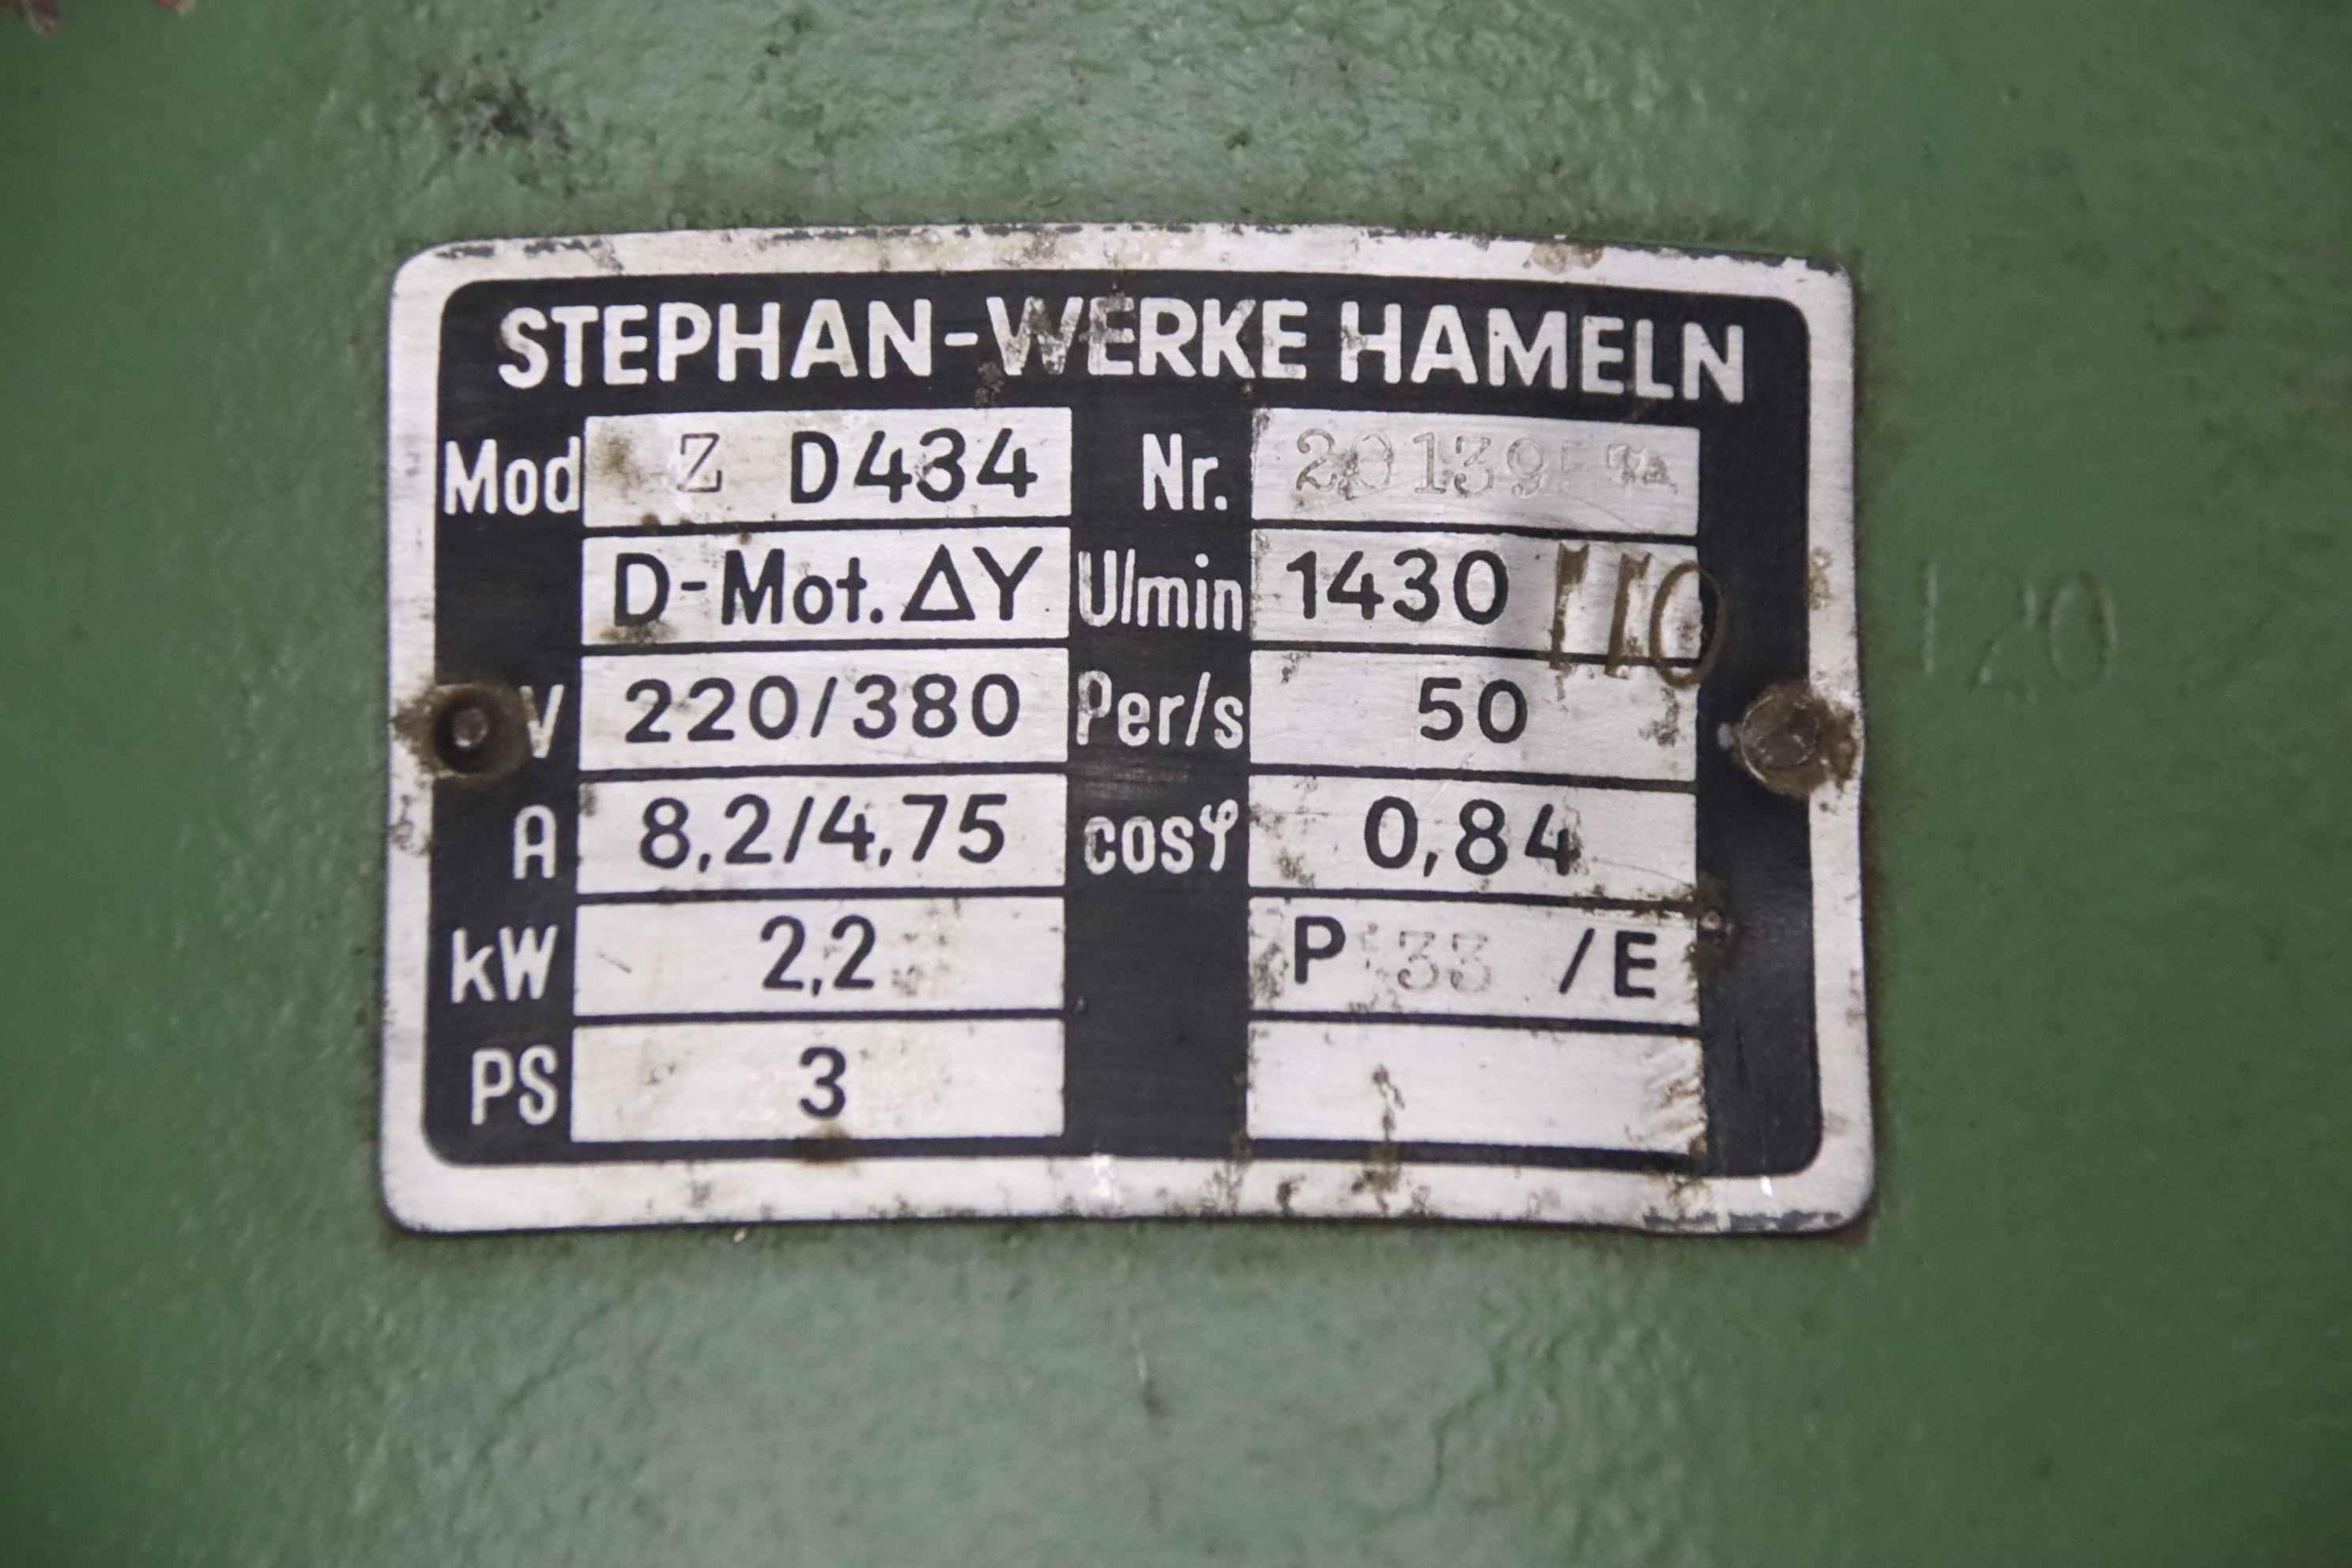 STEPHAN-WERKE HAMELN
Mod Z D434 Nr.
D-Mot. ΔY U/min 1430 110
V 220/380 Per/s 50
A 8,2/4,75 cosφ 0,84
kW 2,2 P 33 /E
PS 3
120